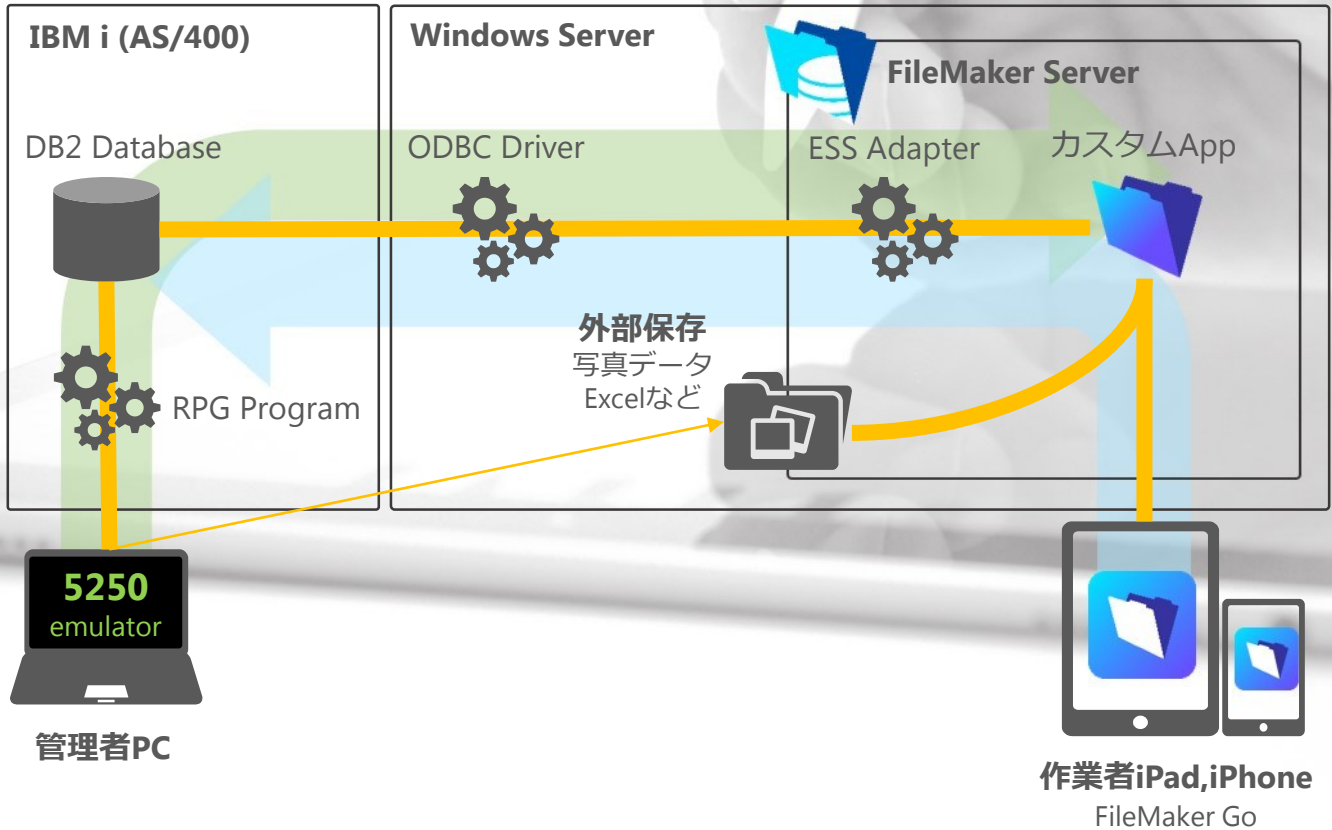 IBM i (AS/400)
Windows Server
FileMaker Server
DB2 Database
ODBC Driver
ESS Adapter
カスタムApp
外部保存
写真データ
Excelなど
RPG Program
5250
emulator
管理者PC
作業者iPad,iPhone
FileMaker Go